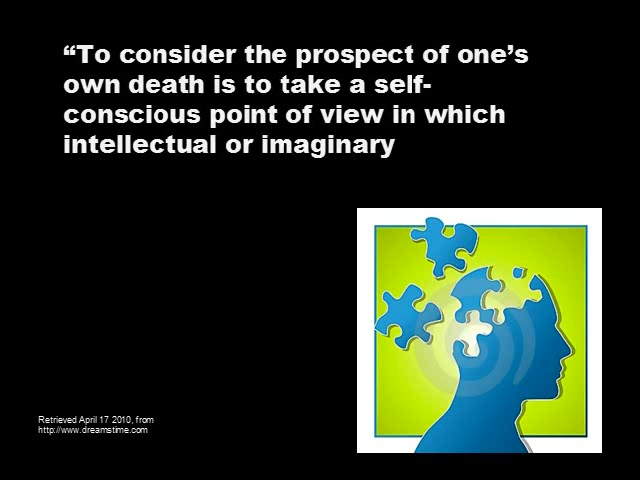 “To consider the prospect of one’s
own death is to take a self-
conscious point of view in which
intellectual or imaginary
Retrieved April 17 2010, from
http://www.dreamstime.com